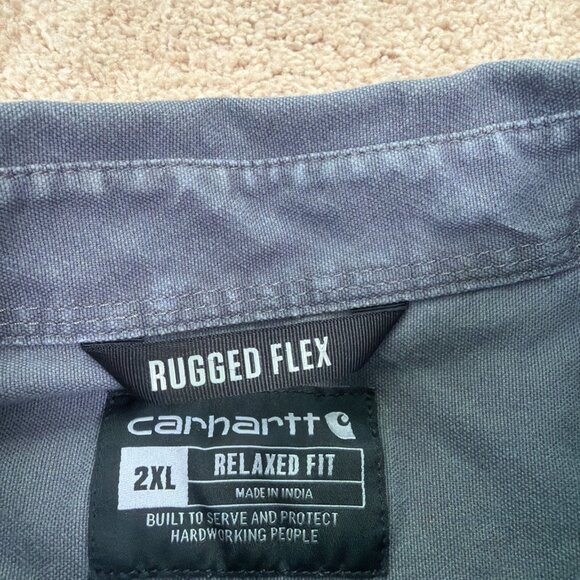 RUGGED FLEX
carhartt
2XL
RELAXED FIT
MADE IN INDIA
BUILT TO SERVE AND PROTECT
HARDWORKING PEOPLE